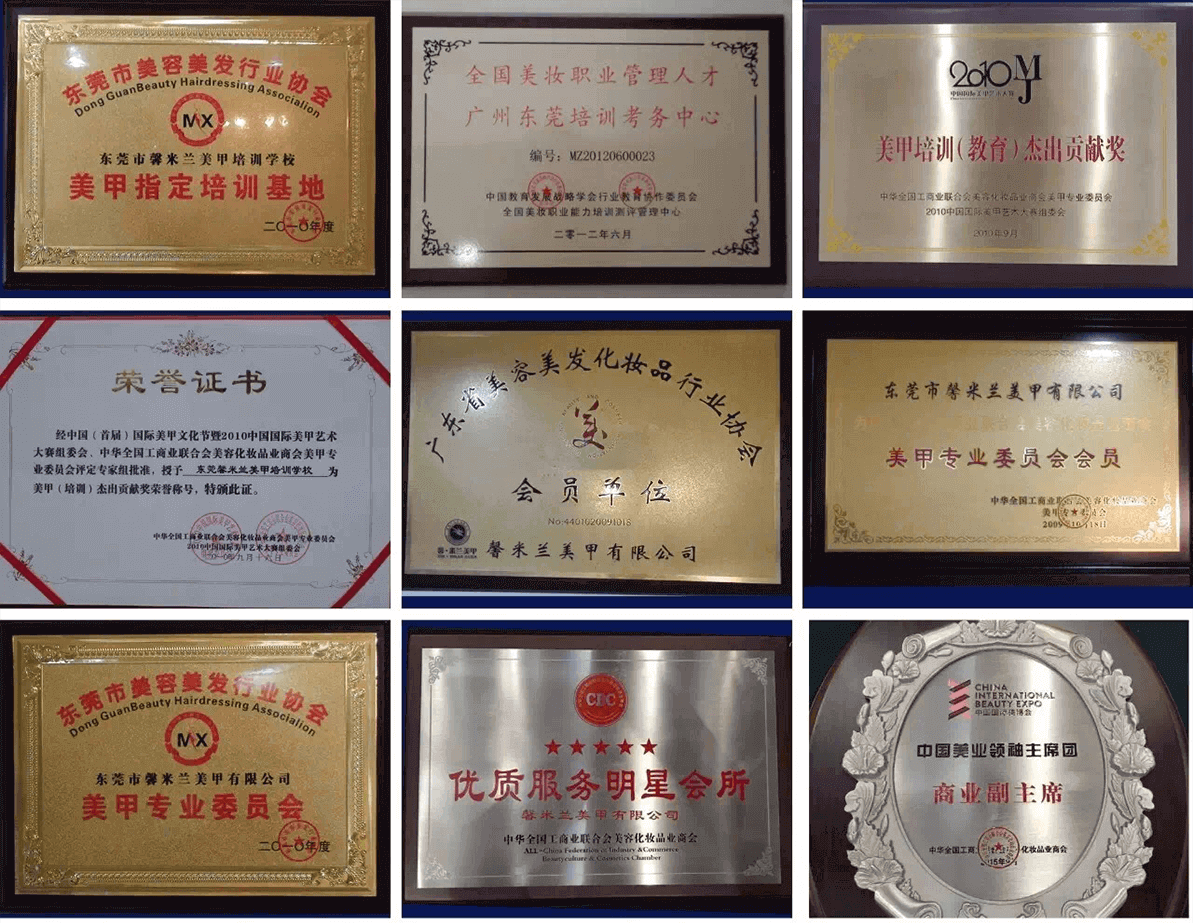 东莞市美容美发行业协会
Dong GuanBeauty Hairdressing Association
MX
东莞市馨米兰美甲培训学校
美甲指定培训基地
二〇一〇年度
全国美妆职业管理人才
广州东莞培训考务中心
编号：MZ20120600023
中国教育发展战略学会行业教育协作委员会
全国美妆职业能力培训测评管理中心
二零一二年六月
2010MJ
中国国际美甲艺术大赛
美甲培训(教育)杰出贡献奖
中华全国工商业联合会美容化妆品业商会美甲专业委员会
2010中国国际美甲艺术大赛组委会
2010年9月
荣誉证书
经中国（首届）国际美甲文化节暨2010中国国际美甲艺术
大赛组委会、中华全国工商业联合会美容化妆品业商会美甲专
业委员会评定专家组批准，授予 东莞馨米兰美甲培训学校 为
美甲（培训）杰出贡献奖荣誉称号，特颁此证。
中华全国工商业联合会美容化妆品业商会美甲专业委员会
2010中国国际美甲艺术大赛组委会
广东省美容美发化妆品行业协会
美
会员单位
No:4401020091018
馨·米兰美甲
馨米兰美甲有限公司
东莞市馨米兰美甲有限公司
美甲专业委员会会员
中华全国工商业联合会美容化妆品业商会
2009年10月18日
东莞市美容美发行业协会
Dong GuanBeauty Hairdressing Association
MX
东莞市馨米兰美甲有限公司
美甲专业委员会
二〇一〇年度
CBC
★★★★★
优质服务明星会所
馨米兰美甲有限公司
中华全国工商业联合会美容化妆品业商会
ALL-China Federation of Industry &Commerce
Beautyculture & Cosmetics Chamber
CHINA
INTERNATIONAL
BEAUTY EXPO
中国国际美博会
中国美业领袖主席团
商业副主席